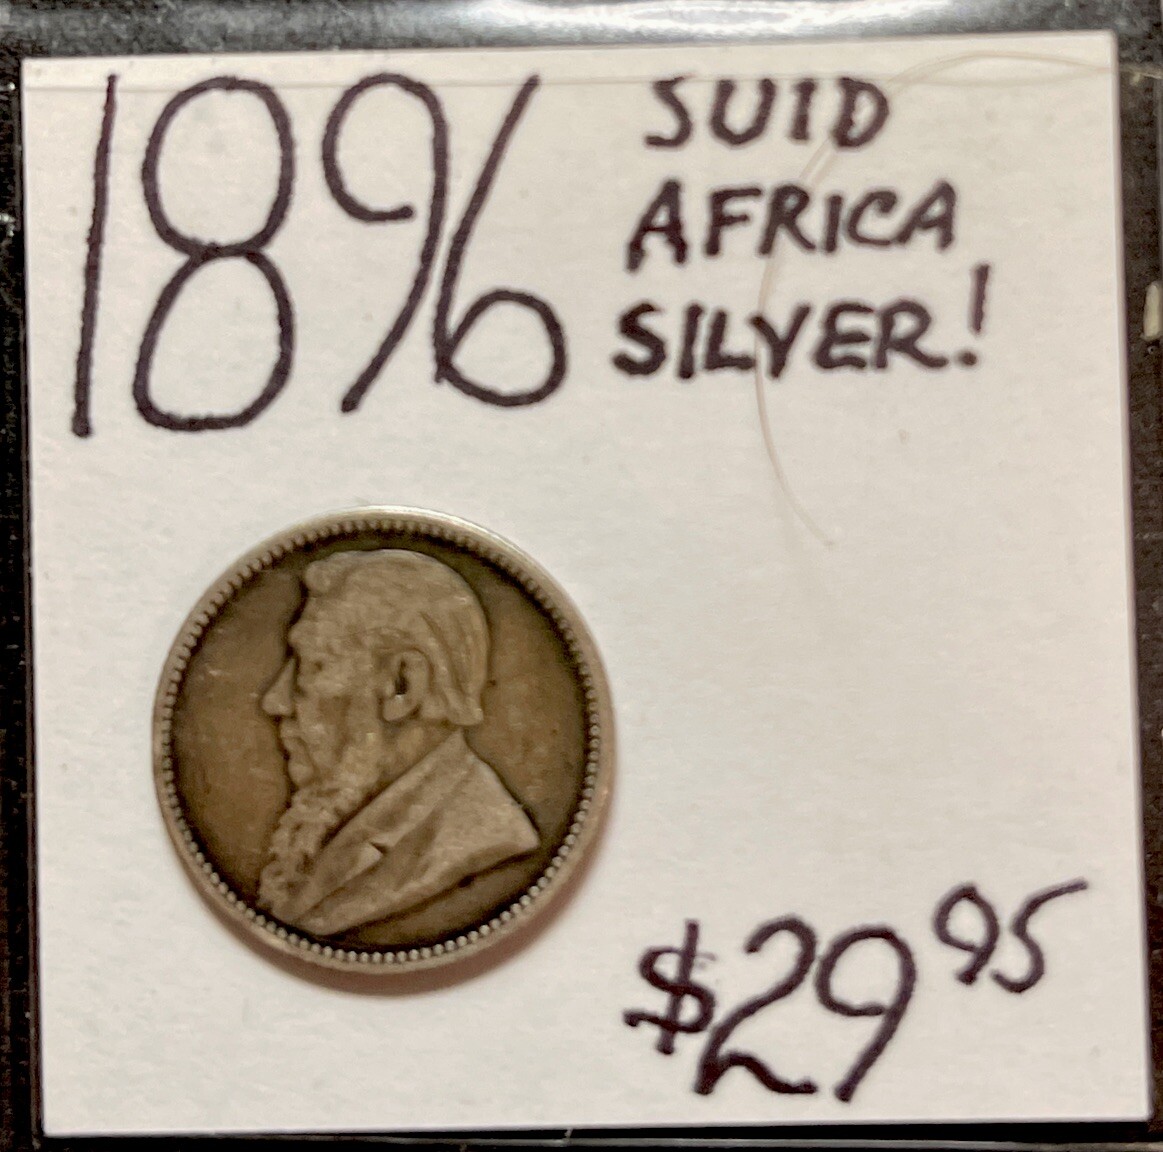 1896
SUID
AFRICA
SILVER!
$29 95